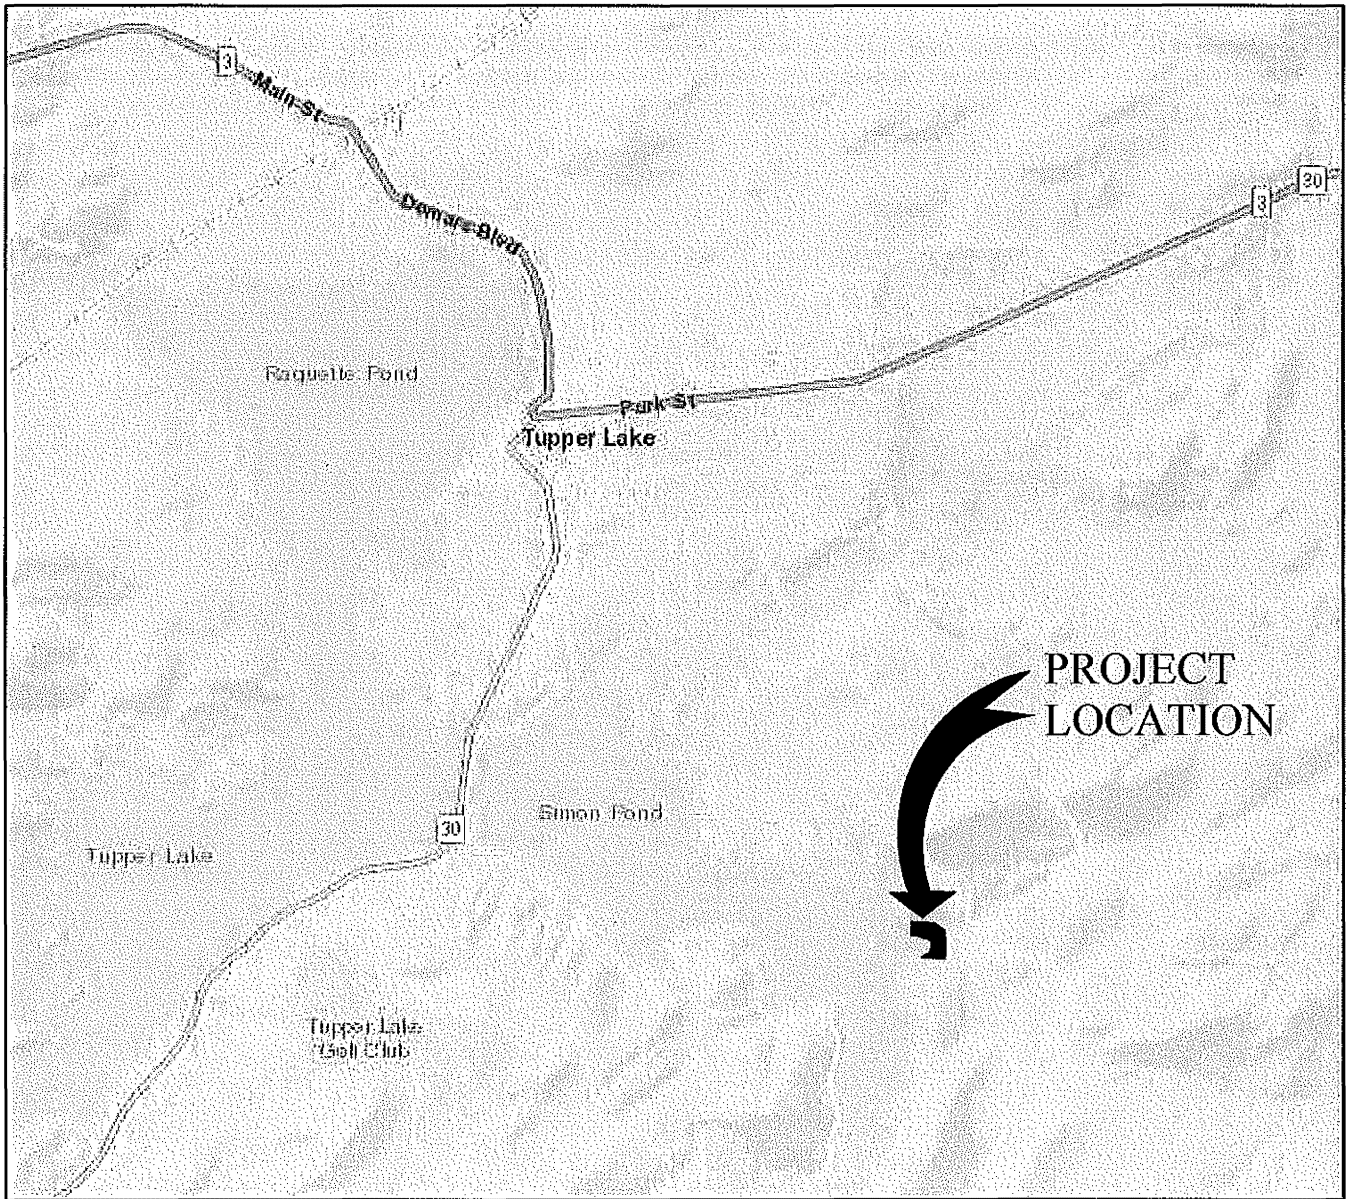 3
Main St
Demars Blvd
30
3
Raquette Pond
Park St
Tupper Lake
PROJECT
LOCATION
Simon Pond
30
Tupper Lake
Tupper Lake
Golf Club